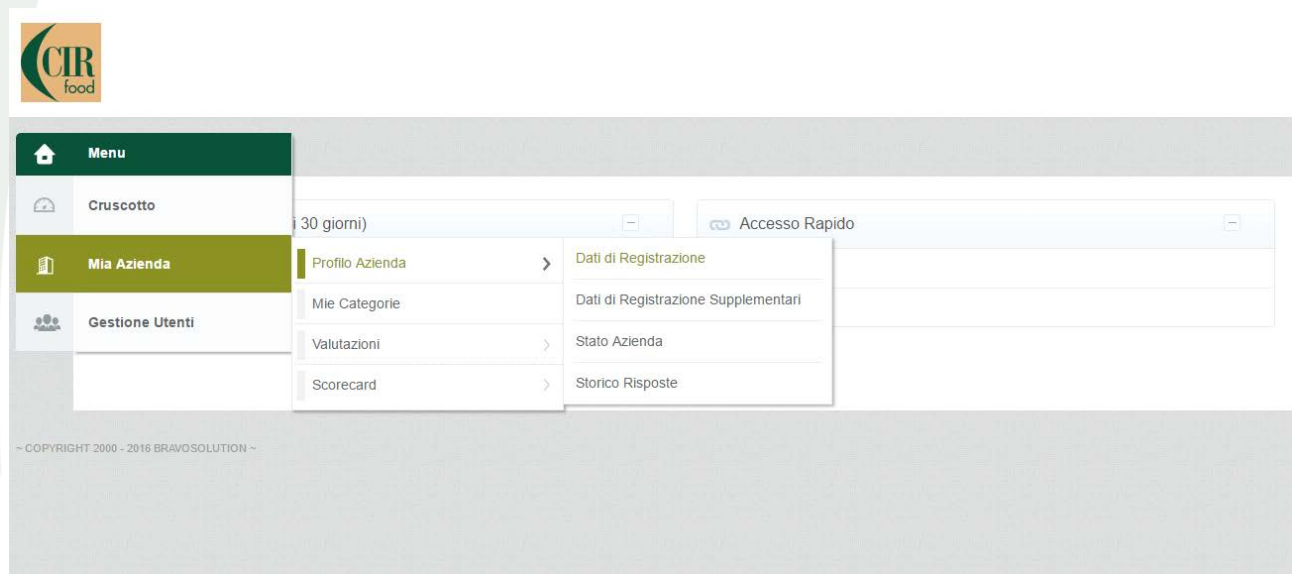 CIR
food
Menu
Cruscotto
i 30 giorni)
Accesso Rapido
Mia Azienda
Profilo Azienda
Dati di Registrazione
Mie Categorie
Dati di Registrazione Supplementari
Gestione Utenti
Valutazioni
Stato Azienda
Scorecard
Storico Risposte
~ COPYRIGHT 2000 - 2016 BRAVOSOLUTION ~